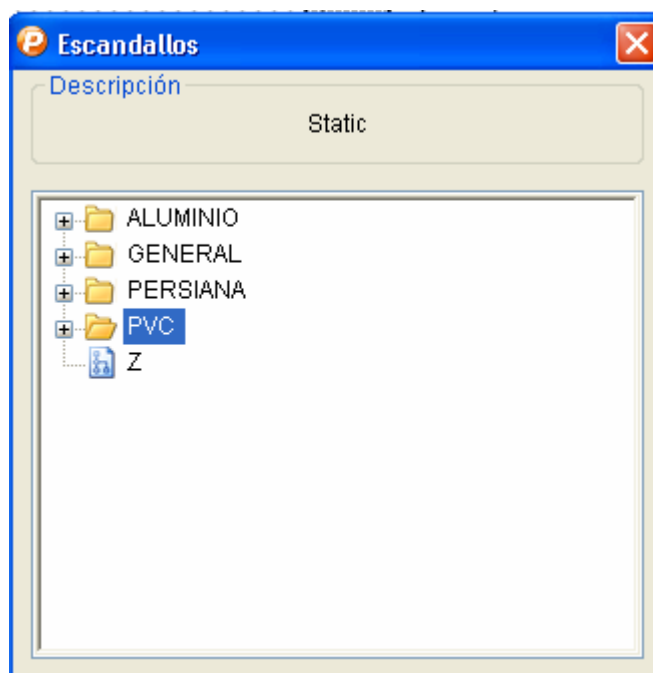 Escandallos
Descripción
Static
ALUMINIO
GENERAL
PERSIANA
PVC
Z